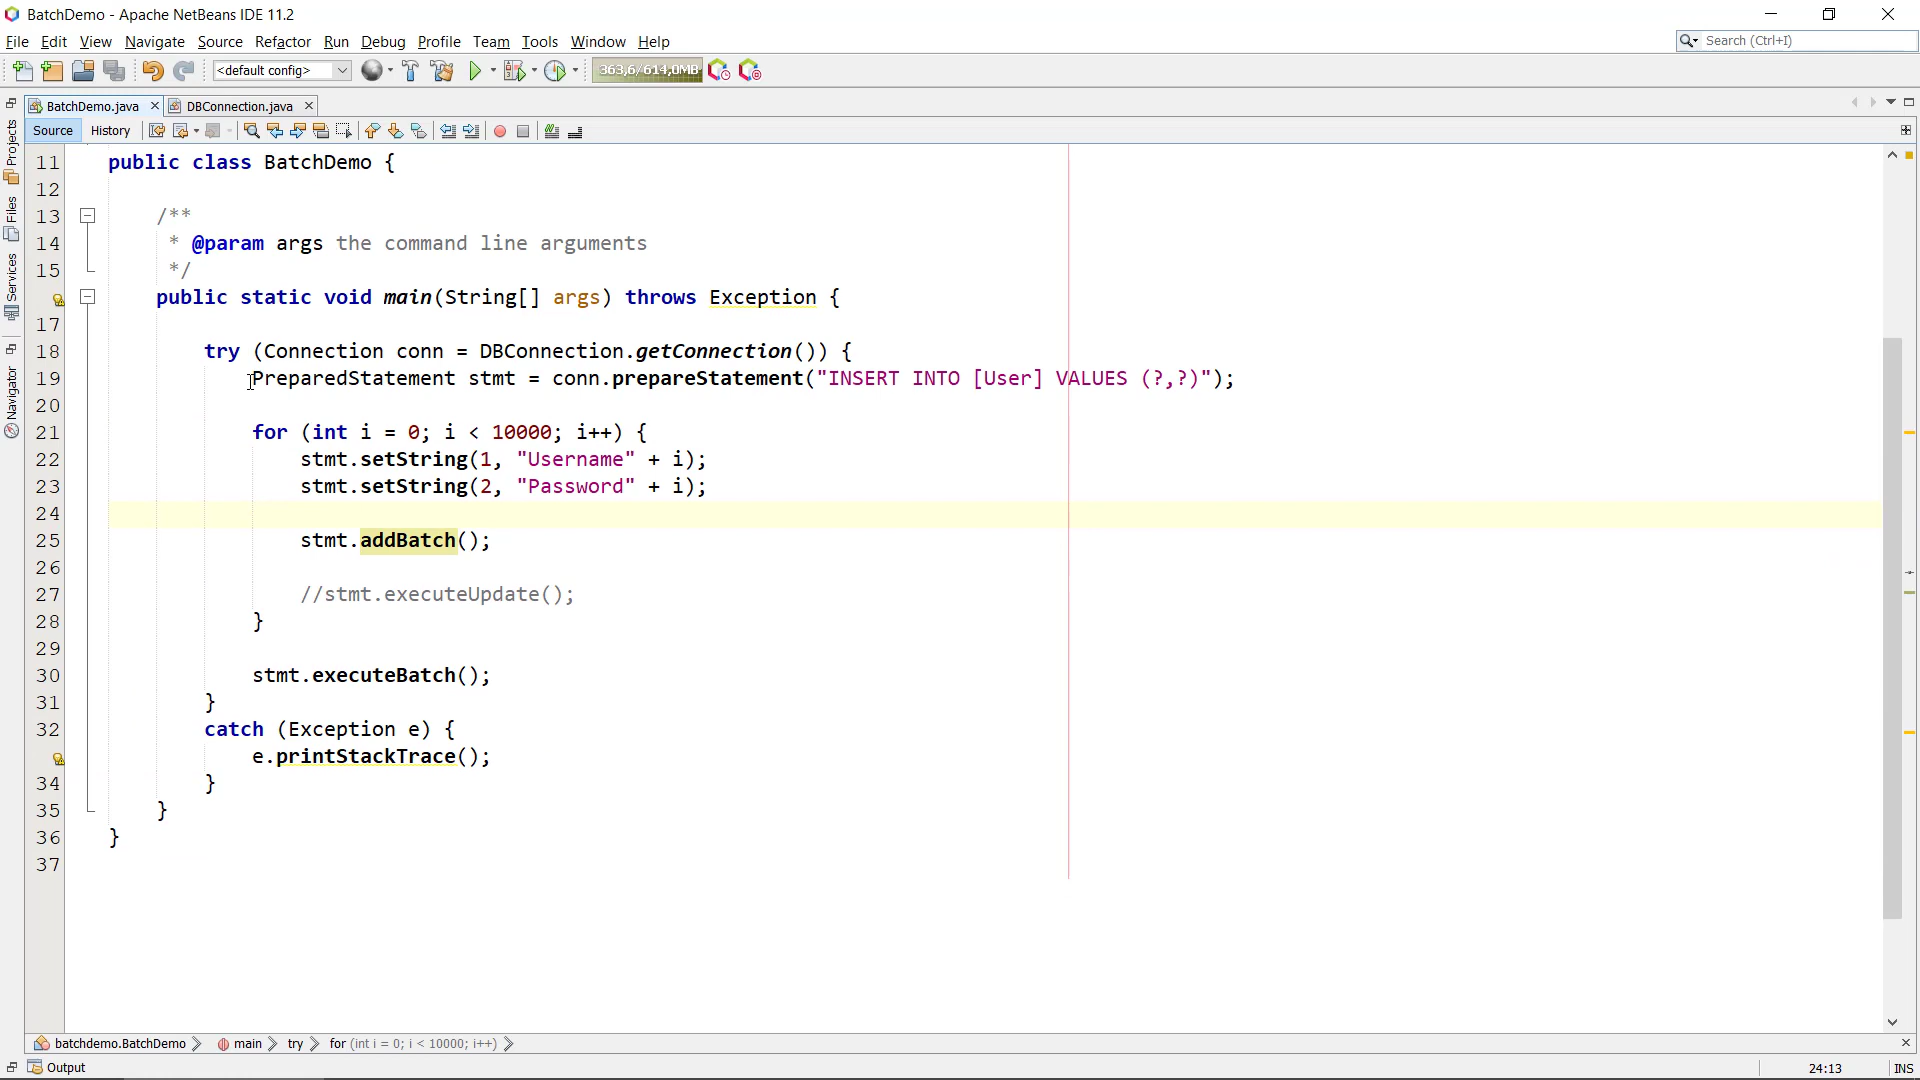 BatchDemo - Apache NetBeans IDE 11.2
File Edit View Navigate Source Refactor Run Debug Profile Team Tools Window Help
Search (Ctrl+I)
<default config>
363,6/614,0MB
BatchDemo.java DBConnection.java
Source History
Projects
Files
Services
Navigator
11 public class BatchDemo {
12
13 /**
14 * @param args the command line arguments
15 */
public static void main(String[] args) throws Exception {
17
18 try (Connection conn = DBConnection.getConnection()) {
19 PreparedStatement stmt = conn.prepareStatement("INSERT INTO [User] VALUES (?,?)");
20
21 for (int i = 0; i < 10000; i++) {
22 stmt.setString(1, "Username" + i);
23 stmt.setString(2, "Password" + i);
24
25 stmt.addBatch();
26
27 //stmt.executeUpdate();
28 }
29
30 stmt.executeBatch();
31 }
32 catch (Exception e) {
e.printStackTrace();
34 }
35 }
36 }
37
batchdemo.BatchDemo main try for (int i = 0; i < 10000; i++)
Output
24:13 INS